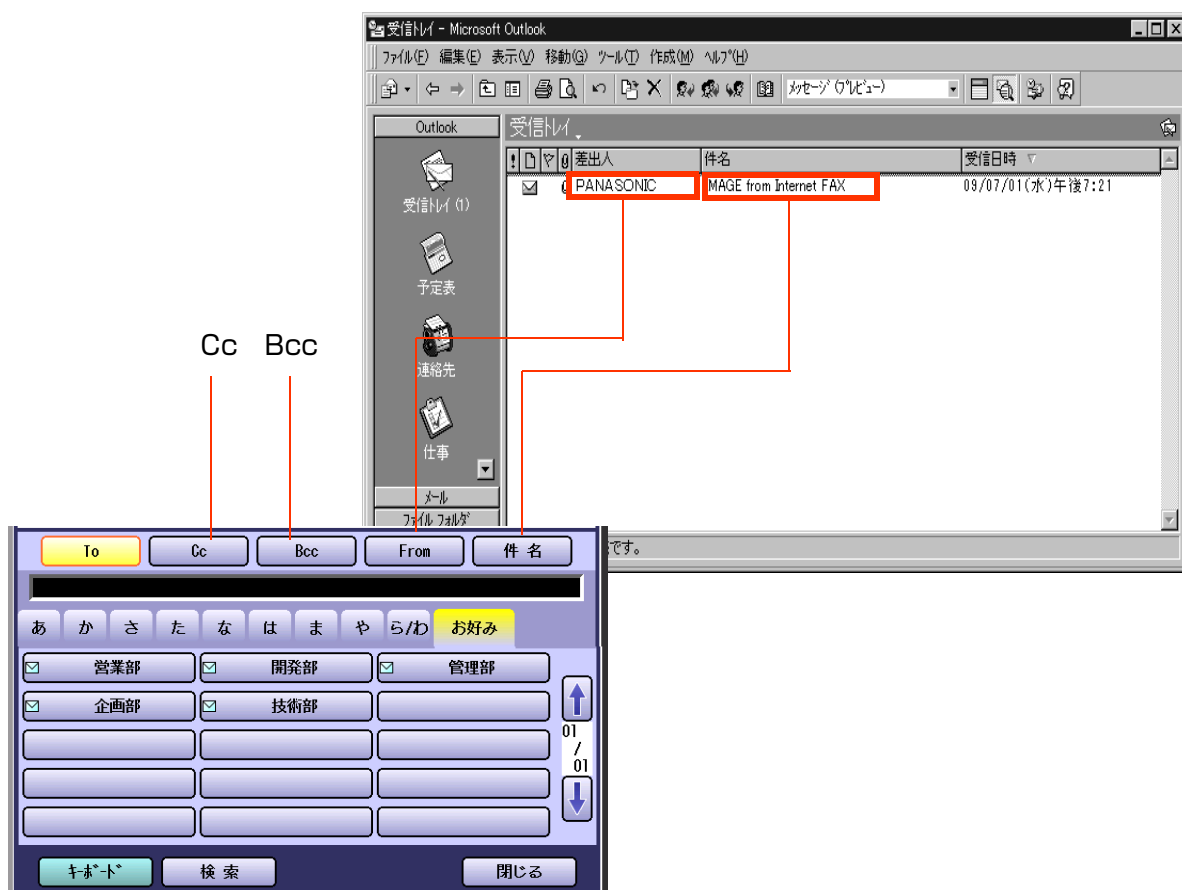 受信トレイ - Microsoft Outlook
ファイル(F) 編集(E) 表示(V) 移動(G) ツール(T) 作成(M) ヘルプ(H)
メッセージ(プレビュー)
Outlook
受信トレイ
差出人 件名 受信日時
PANASONIC MAGE from Internet FAX 09/07/01(水)午後7:21
受信トレイ (1)
予定表
連絡先
仕事
メール
ファイル フォルダ
です。
Cc Bcc
To Cc Bcc From 件 名
あ か さ た な は ま や ら/わ お好み
営業部 開発部 管理部
企画部 技術部
01
/
01
キーボード 検 索 閉じる